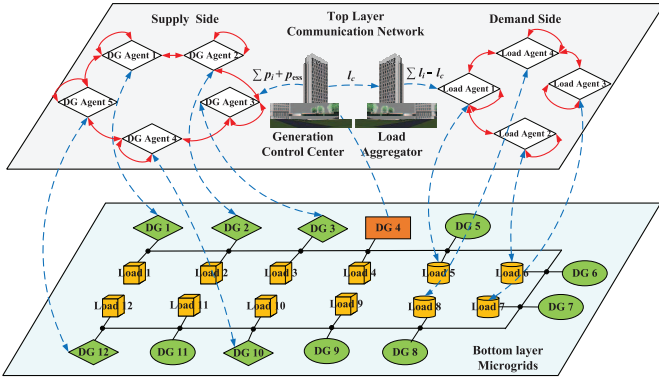 Supply Side
Top Layer
Communication Network
Demand Side
DG Agent 1
DG Agent 2
Load Agent 4
∑ p_i + p_ess
l_c
∑ l_i − l_c
DG Agent 5
DG Agent 3
Load Agent 1
Load Agent 3
DG Agent 4
Generation
Control Center
Load
Aggregator
Load Agent 2
DG 1
DG 2
DG 3
DG 4
DG 5
Load 1
Load 2
Load 3
Load 4
Load 5
Load 6
DG 6
Load 12
Load 11
Load 10
Load 9
Load 8
Load 7
DG 7
DG 12
DG 11
DG 10
DG 9
DG 8
Bottom layer
Microgrids